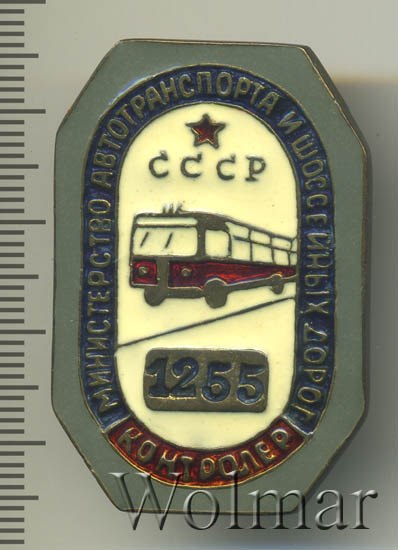 МИНИСТЕРСТВО АВТОТРАНСПОРТА И ШОССЕЙНЫХ ДОРОГ
СССР
1255
КОНТРОЛЕР
Wolmar